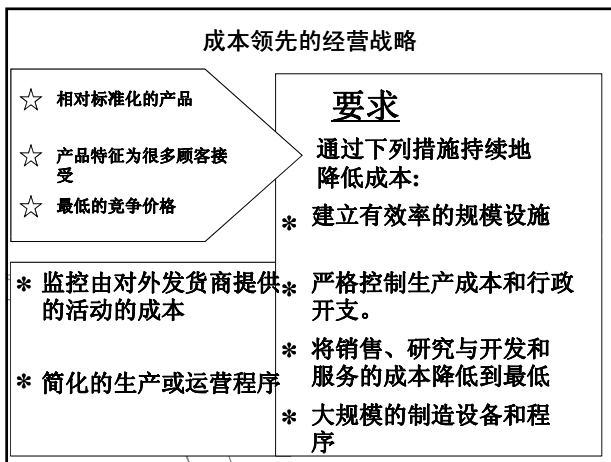 成本领先的经营战略
☆ 相对标准化的产品
☆ 产品特征为很多顾客接
受
☆ 最低的竞争价格
要求
通过下列措施持续地
降低成本:
* 建立有效率的规模设施
* 严格控制生产成本和行政
开支。
* 将销售、研究与开发和
服务的成本降低到最低
* 大规模的制造设备和程
序
* 监控由对外发货商提供
的活动的成本
* 简化的生产或运营程序